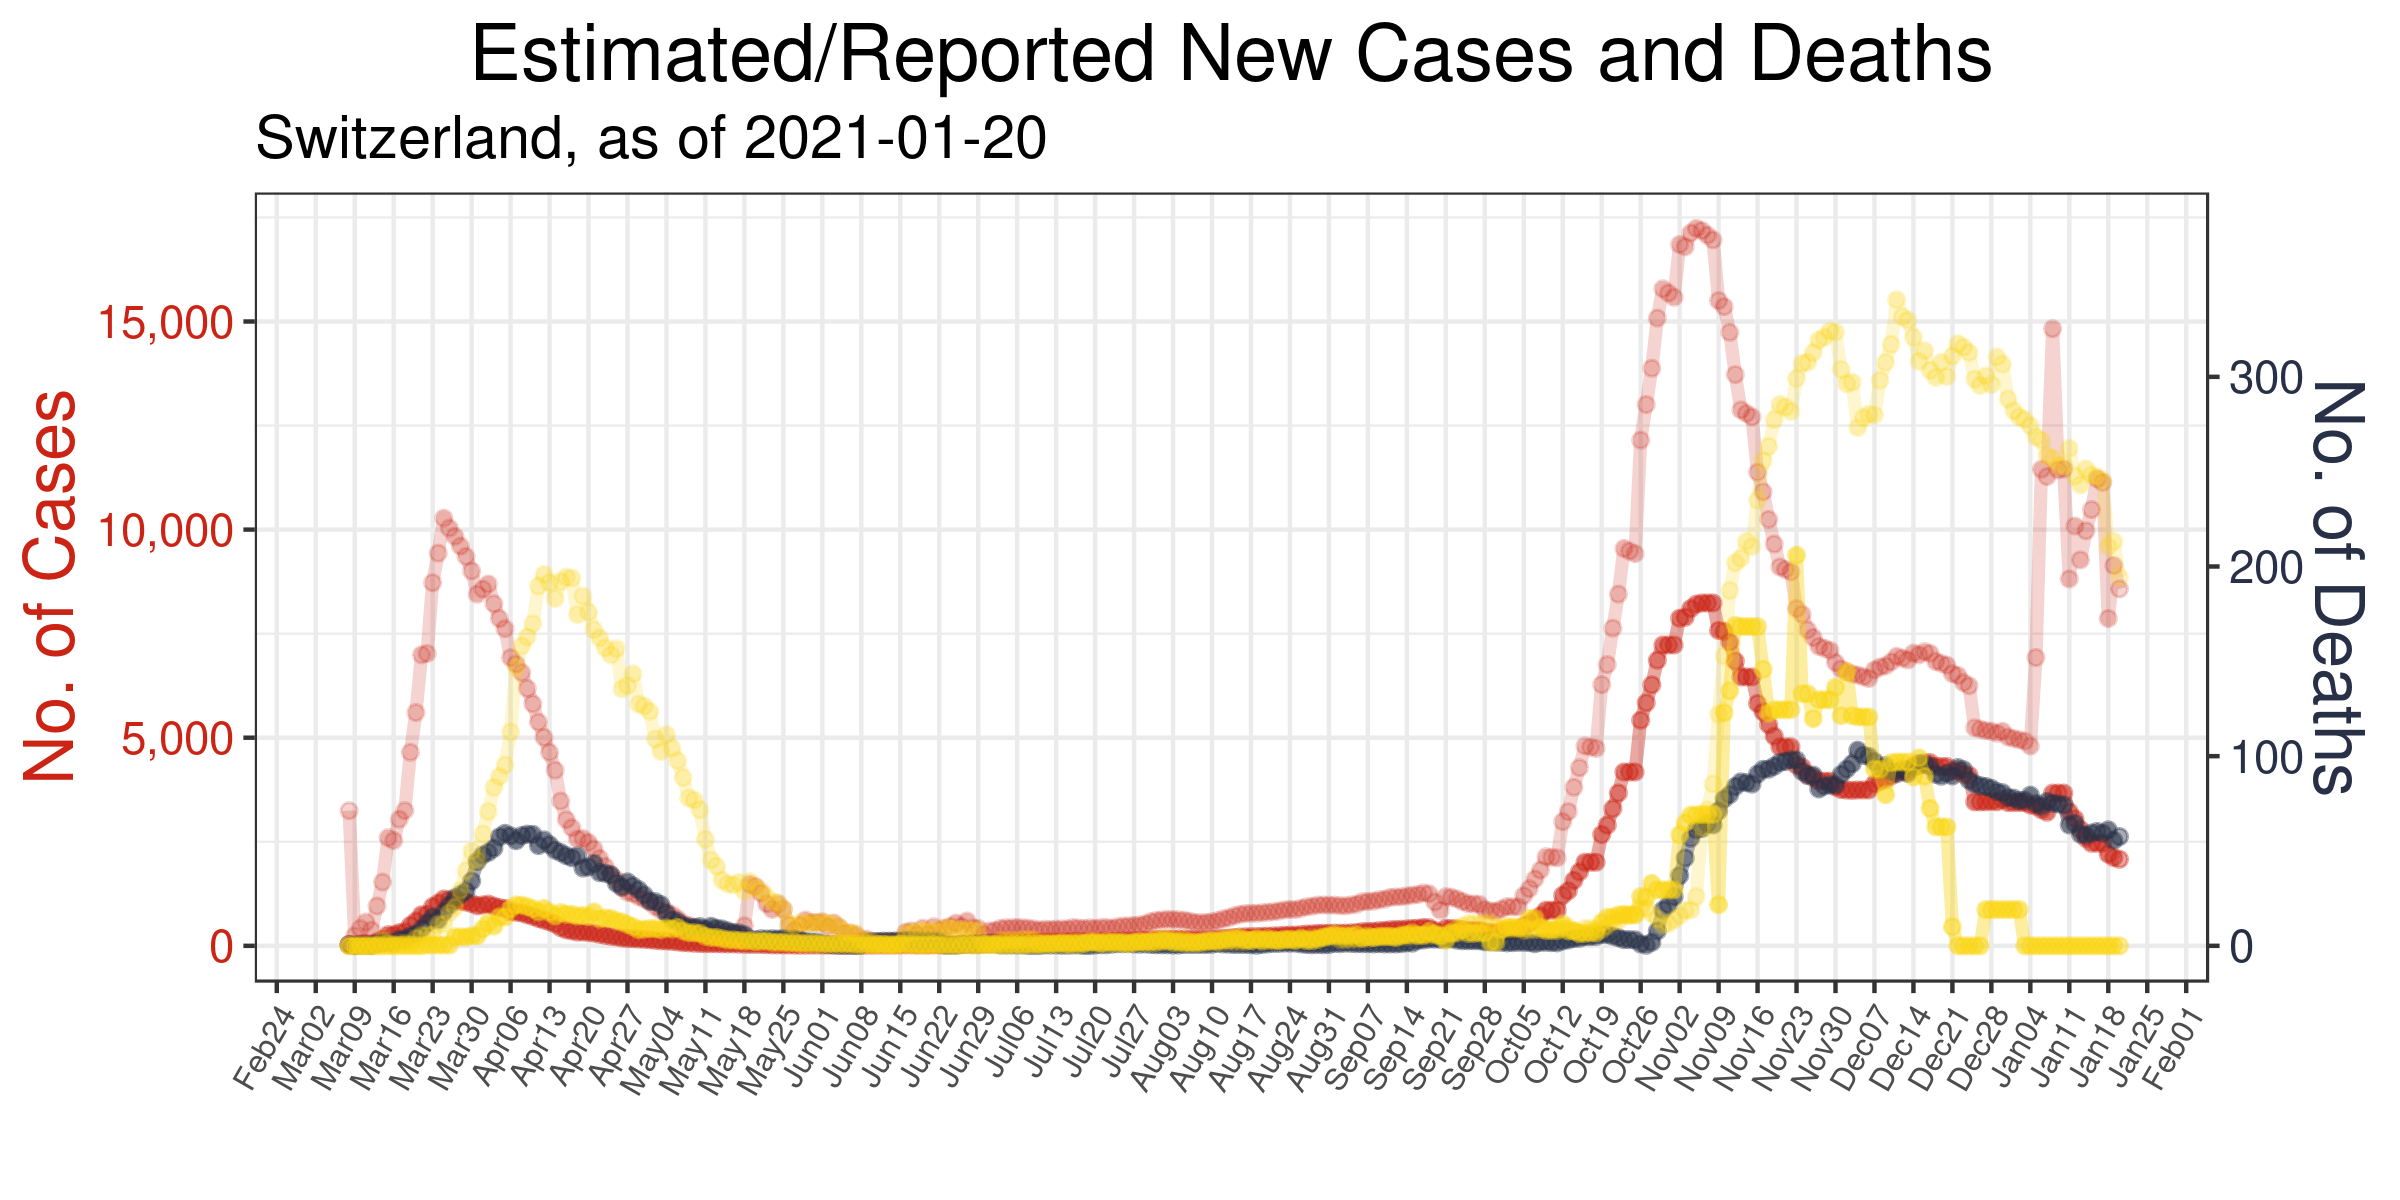 Estimated/Reported New Cases and Deaths
Switzerland, as of 2021-01-20
No. of Cases
15,000
10,000
5,000
0
300
200
100
0
No. of Deaths
Feb24
Mar02
Mar09
Mar16
Mar23
Mar30
Apr06
Apr13
Apr20
Apr27
May04
May11
May18
May25
Jun01
Jun08
Jun15
Jun22
Jun29
Jul06
Jul13
Jul20
Jul27
Aug03
Aug10
Aug17
Aug24
Aug31
Sep07
Sep14
Sep21
Sep28
Oct05
Oct12
Oct19
Oct26
Nov02
Nov09
Nov16
Nov23
Nov30
Dec07
Dec14
Dec21
Dec28
Jan04
Jan11
Jan18
Jan25
Feb01